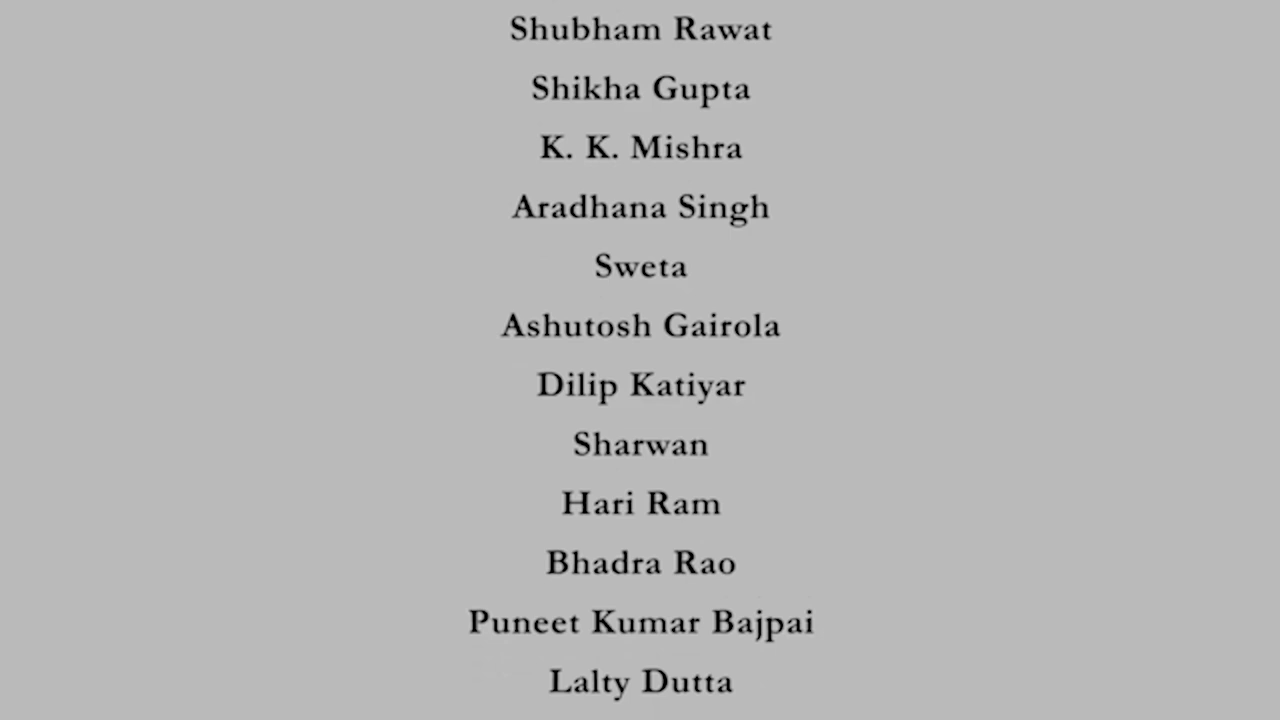 Shubham Rawat
Shikha Gupta
K. K. Mishra
Aradhana Singh
Sweta
Ashutosh Gairola
Dilip Katiyar
Sharwan
Hari Ram
Bhadra Rao
Puneet Kumar Bajpai
Lalty Dutta